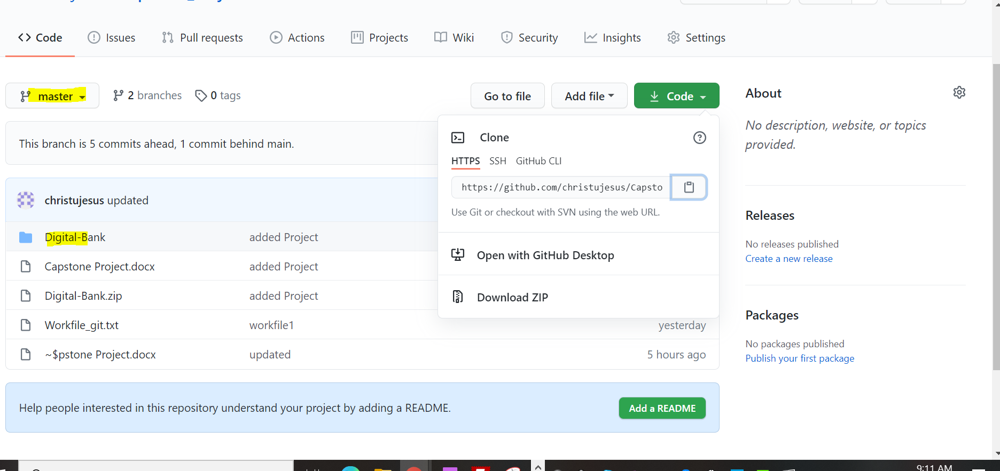 Code Issues Pull requests Actions Projects Wiki Security Insights Settings
master 2 branches 0 tags Go to file Add file Code
This branch is 5 commits ahead, 1 commit behind main.
Clone
HTTPS SSH GitHub CLI
https://github.com/christujesus/Capsto
Use Git or checkout with SVN using the web URL.
Open with GitHub Desktop
Download ZIP
christujesus updated
Digital-Bank added Project
Capstone Project.docx added Project
Digital-Bank.zip added Project
Workfile_git.txt workfile1 yesterday
~$pstone Project.docx updated 5 hours ago
Help people interested in this repository understand your project by adding a README.
Add a README
About
No description, website, or topics
provided.
Releases
No releases published
Create a new release
Packages
No packages published
Publish your first package
9:11 AM